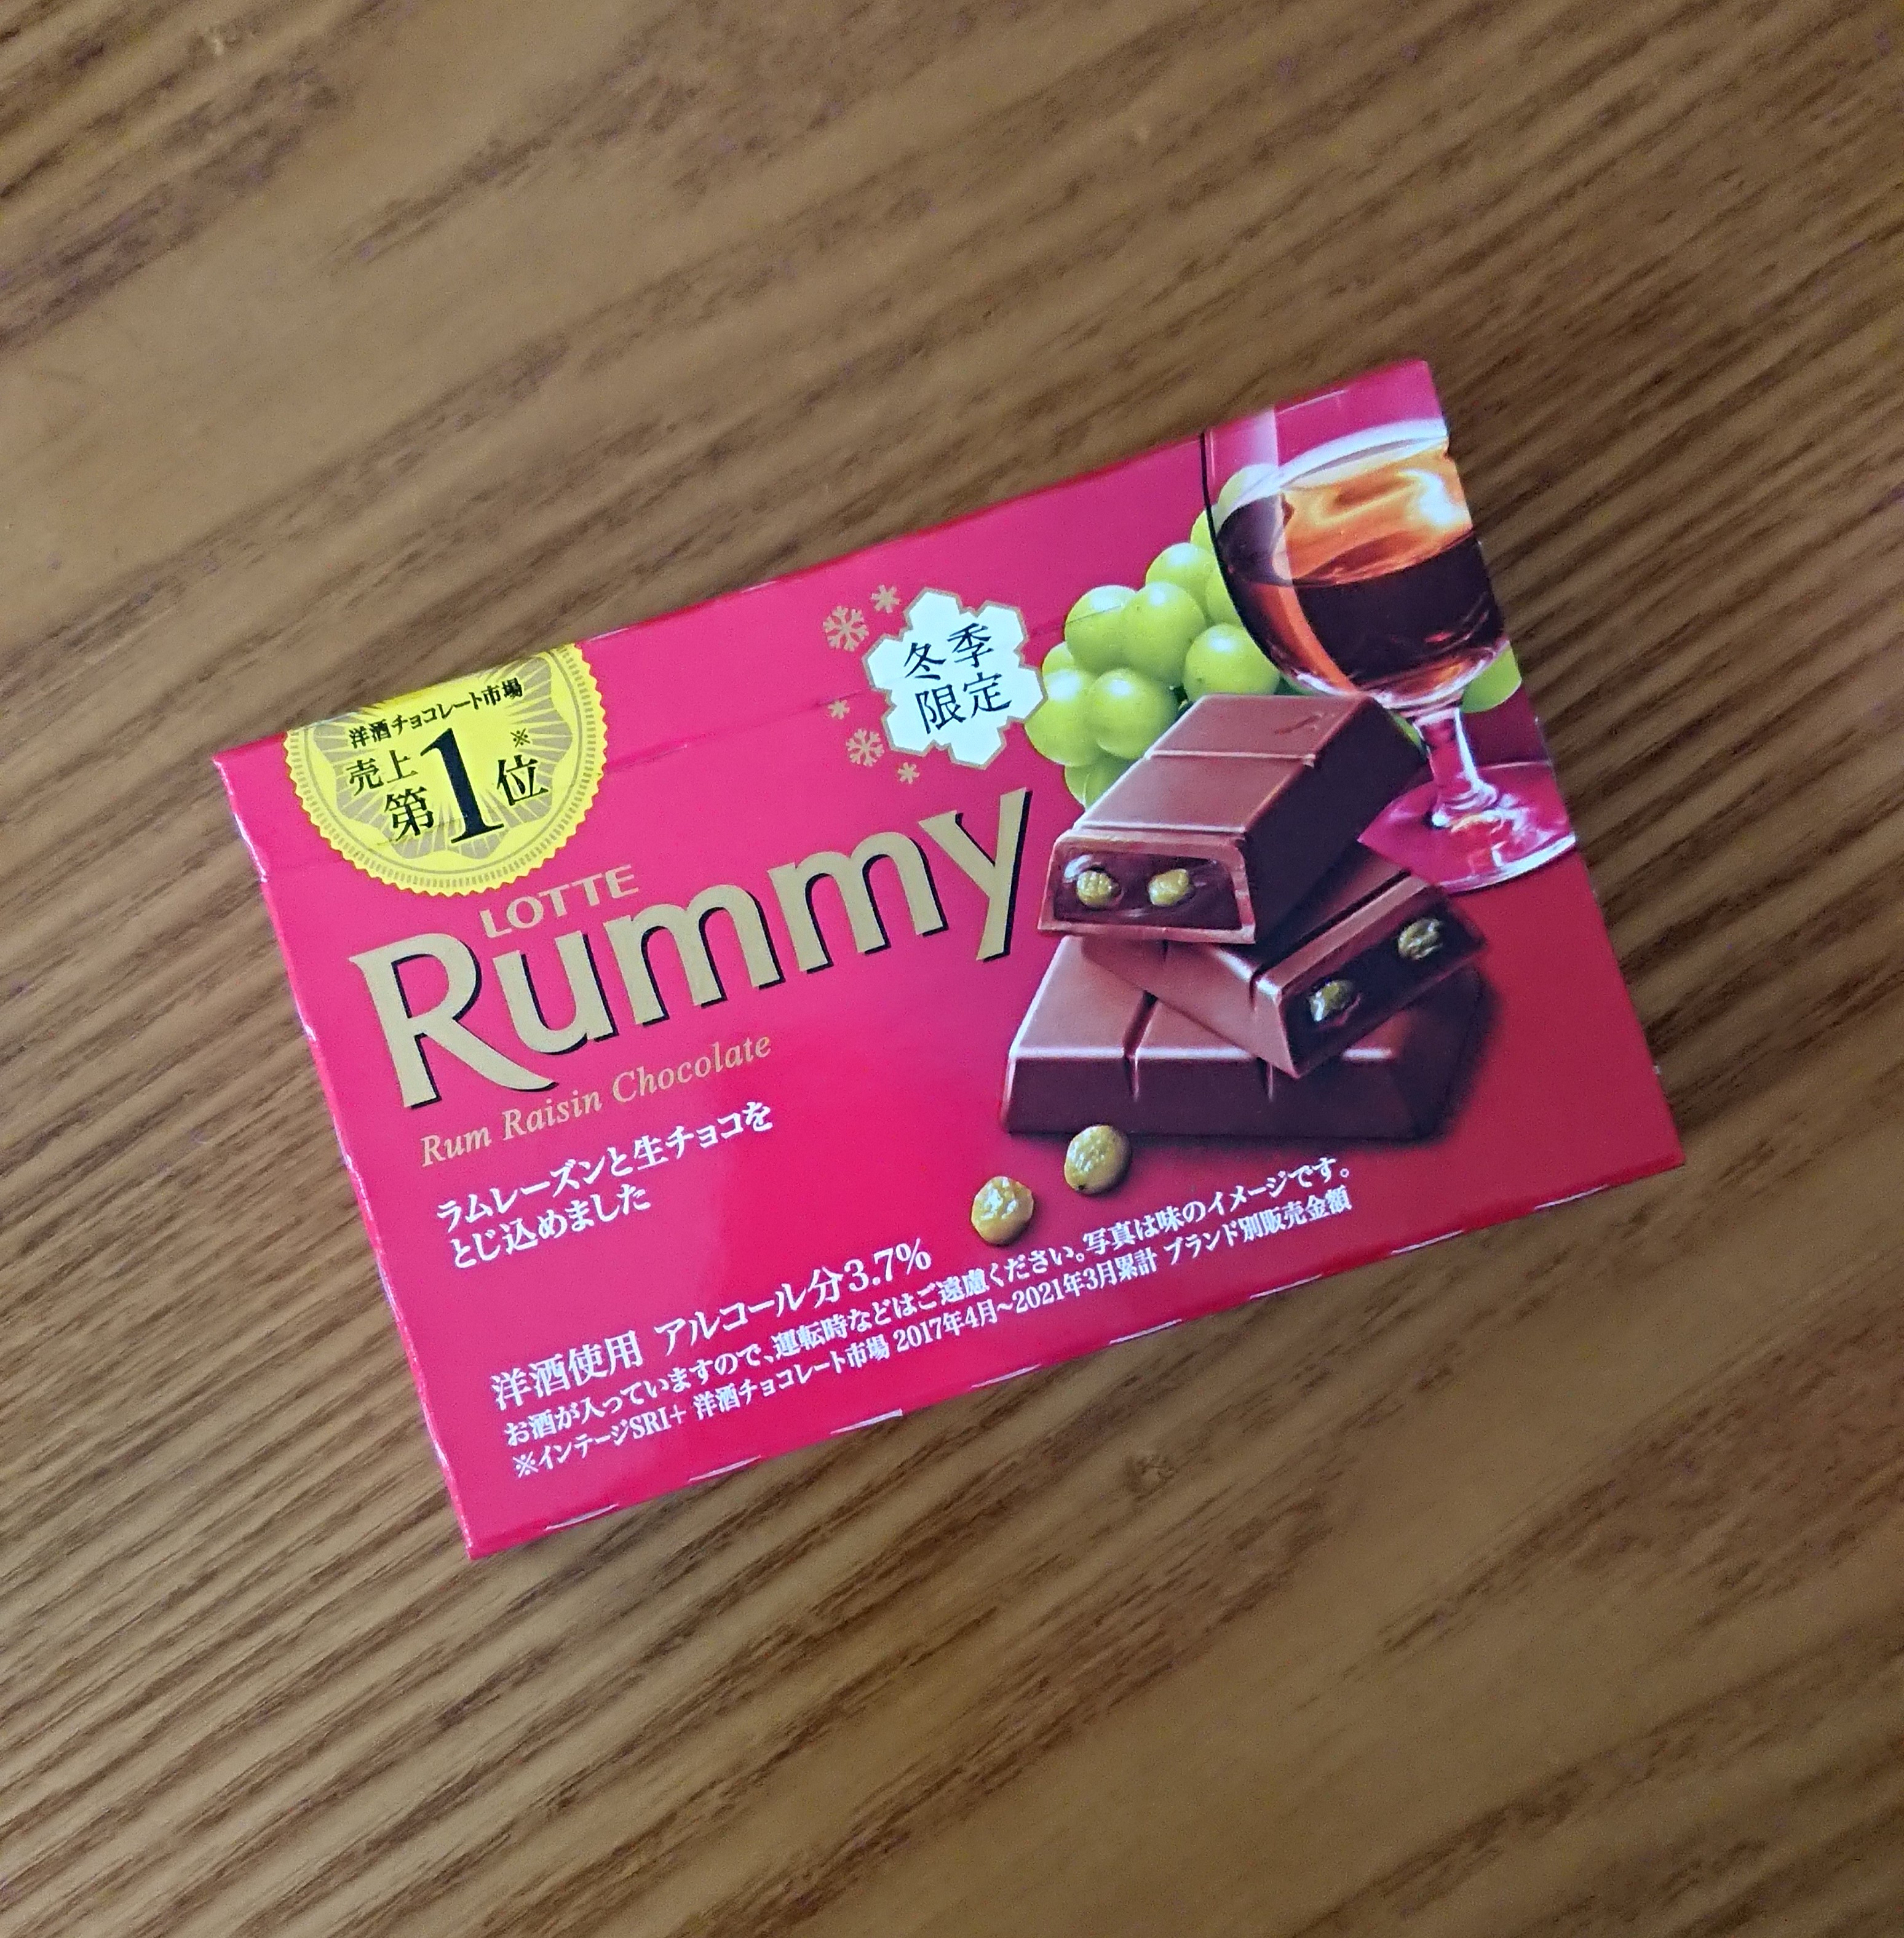 洋酒チョコレート市場
売上
第1位※
冬季
限定
LOTTE
Rummy
Rum Raisin Chocolate
ラムレーズンと生チョコを
とじ込めました
洋酒使用 アルコール分3.7%
お酒が入っていますので、運転時などはご遠慮ください。写真は味のイメージです。
※インテージSRI+ 洋酒チョコレート市場 2017年4月~2021年3月累計 ブランド別販売金額